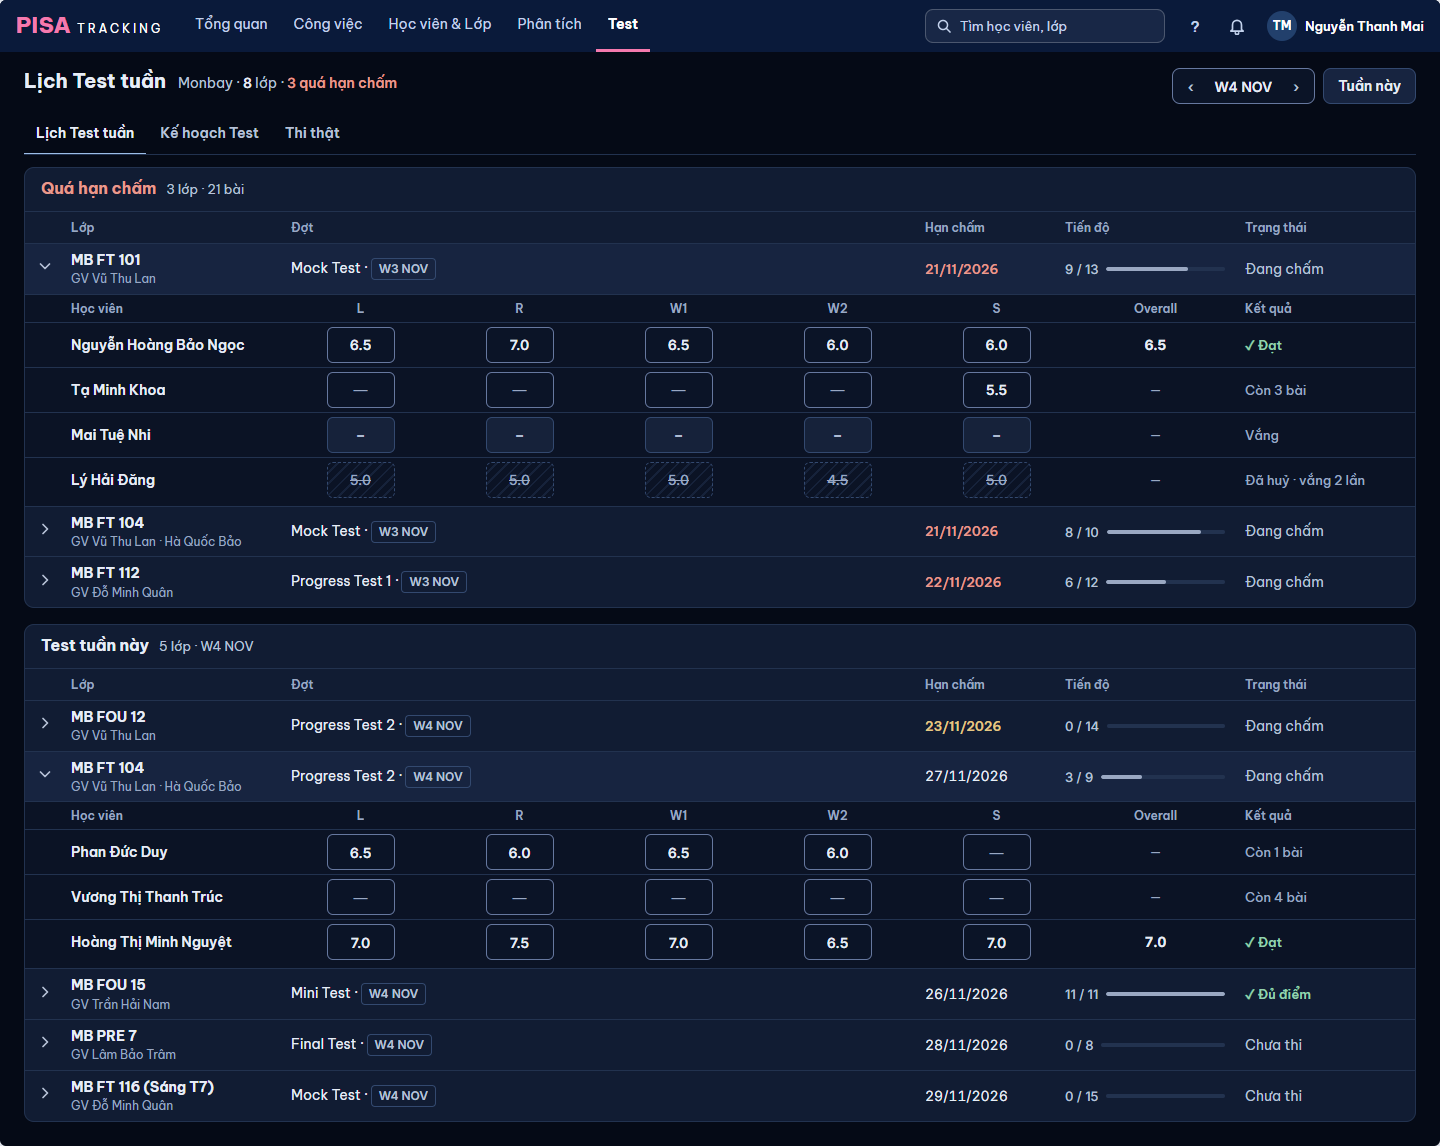 PISA TRACKING Tổng quan Công việc Học viên & Lớp Phân tích Test Tìm học viên, lớp ? TM Nguyễn Thanh Mai
Lịch Test tuần Monbay · 8 lớp · 3 quá hạn chấm ‹ W4 NOV › Tuần này
Lịch Test tuần Kế hoạch Test Thi thật
Quá hạn chấm 3 lớp · 21 bài
Lớp Đợt Hạn chấm Tiến độ Trạng thái
MB FT 101
GV Vũ Thu Lan
Mock Test · W3 NOV 21/11/2026 9 / 13 Đang chấm
Học viên L R W1 W2 S Overall Kết quả
Nguyễn Hoàng Bảo Ngọc 6.5 7.0 6.5 6.0 6.0 6.5 ✓ Đạt
Tạ Minh Khoa — — — — 5.5 — Còn 3 bài
Mai Tuệ Nhi – – – – – — Vắng
Lý Hải Đăng 5.0 5.0 5.0 4.5 5.0 — Đã huỷ · vắng 2 lần
MB FT 104
GV Vũ Thu Lan · Hà Quốc Bảo
Mock Test · W3 NOV 21/11/2026 8 / 10 Đang chấm
MB FT 112
GV Đỗ Minh Quân
Progress Test 1 · W3 NOV 22/11/2026 6 / 12 Đang chấm
Test tuần này 5 lớp · W4 NOV
Lớp Đợt Hạn chấm Tiến độ Trạng thái
MB FOU 12
GV Vũ Thu Lan
Progress Test 2 · W4 NOV 23/11/2026 0 / 14 Đang chấm
MB FT 104
GV Vũ Thu Lan · Hà Quốc Bảo
Progress Test 2 · W4 NOV 27/11/2026 3 / 9 Đang chấm
Học viên L R W1 W2 S Overall Kết quả
Phan Đức Duy 6.5 6.0 6.5 6.0 — — Còn 1 bài
Vương Thị Thanh Trúc — — — — — — Còn 4 bài
Hoàng Thị Minh Nguyệt 7.0 7.5 7.0 6.5 7.0 7.0 ✓ Đạt
MB FOU 15
GV Trần Hải Nam
Mini Test · W4 NOV 26/11/2026 11 / 11 ✓ Đủ điểm
MB PRE 7
GV Lâm Bảo Trâm
Final Test · W4 NOV 28/11/2026 0 / 8 Chưa thi
MB FT 116 (Sáng T7)
GV Đỗ Minh Quân
Mock Test · W4 NOV 29/11/2026 0 / 15 Chưa thi